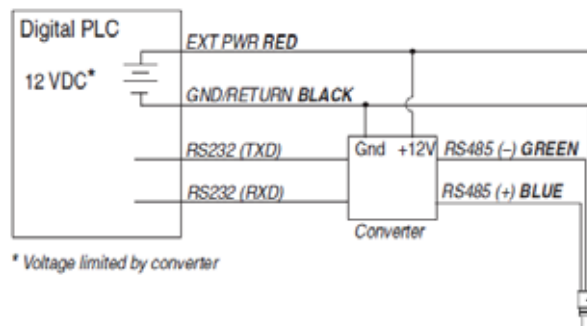 Digital PLC
EXT PWR RED
12 VDC*
GND/RETURN BLACK
RS232 (TXD)
Gnd +12V
RS485 (–) GREEN
RS232 (RXD)
RS485 (+) BLUE
Converter
* Voltage limited by converter